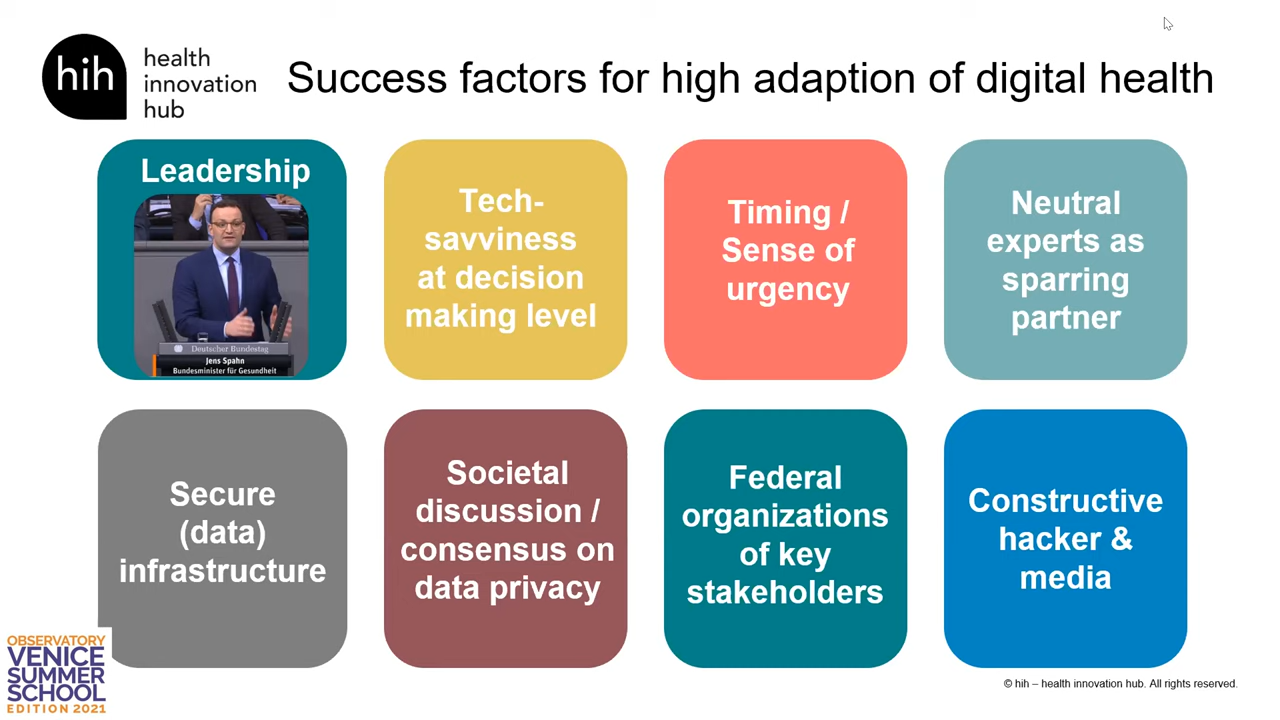 hih
health
innovation
hub
Success factors for high adaption of digital health
Leadership
Deutscher Bundestag
Jens Spahn
Bundesminister für Gesundheit
Tech-
savviness
at decision
making level
Timing /
Sense of
urgency
Neutral
experts as
sparring
partner
Secure
(data)
infrastructure
Societal
discussion /
consensus on
data privacy
Federal
organizations
of key
stakeholders
Constructive
hacker &
media
OBSERVATORY
VENICE
SUMMER
SCHOOL
EDITION 2021
© hih – health innovation hub. All rights reserved.